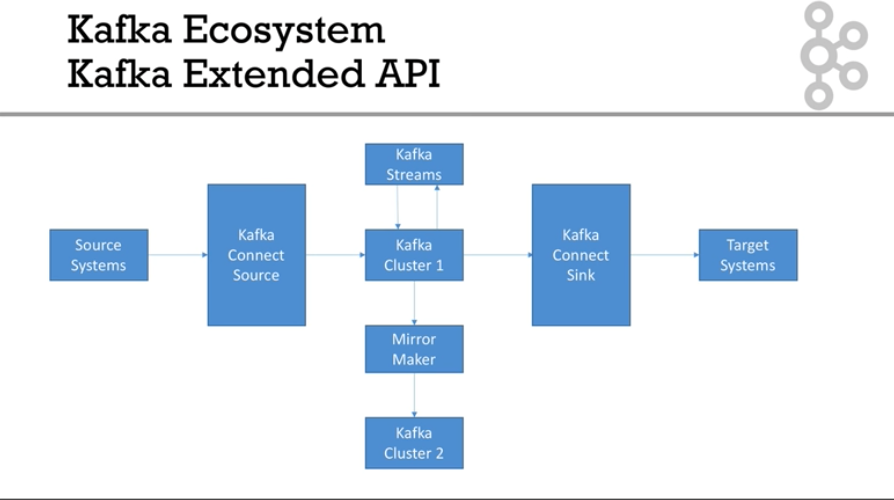 Kafka Ecosystem
Kafka Extended API
Kafka
Streams
Source
Systems
Kafka
Connect
Source
Kafka
Cluster 1
Kafka
Connect
Sink
Target
Systems
Mirror
Maker
Kafka
Cluster 2